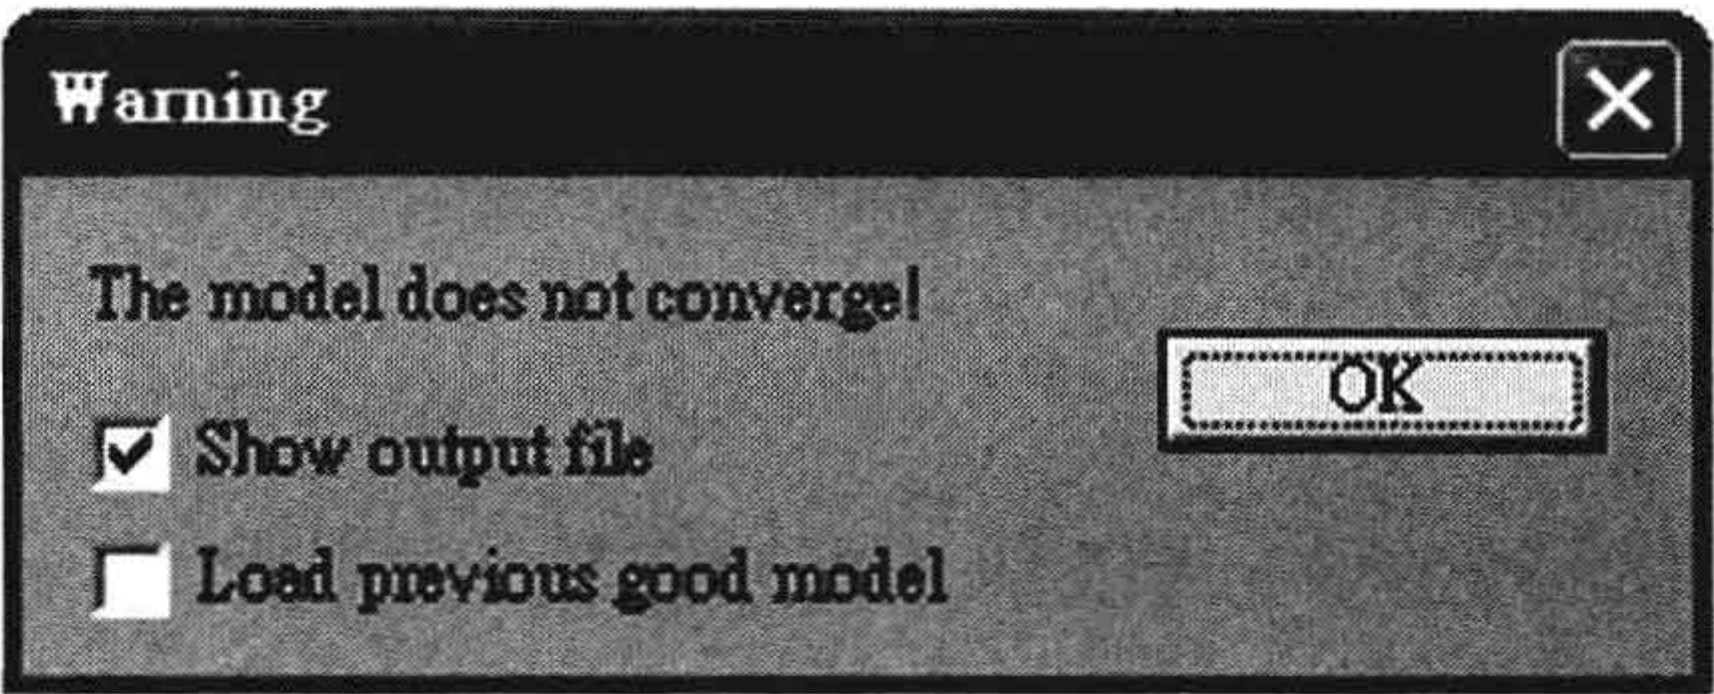 Warning
The model does not converge!
OK
Show output file
Load previous good model